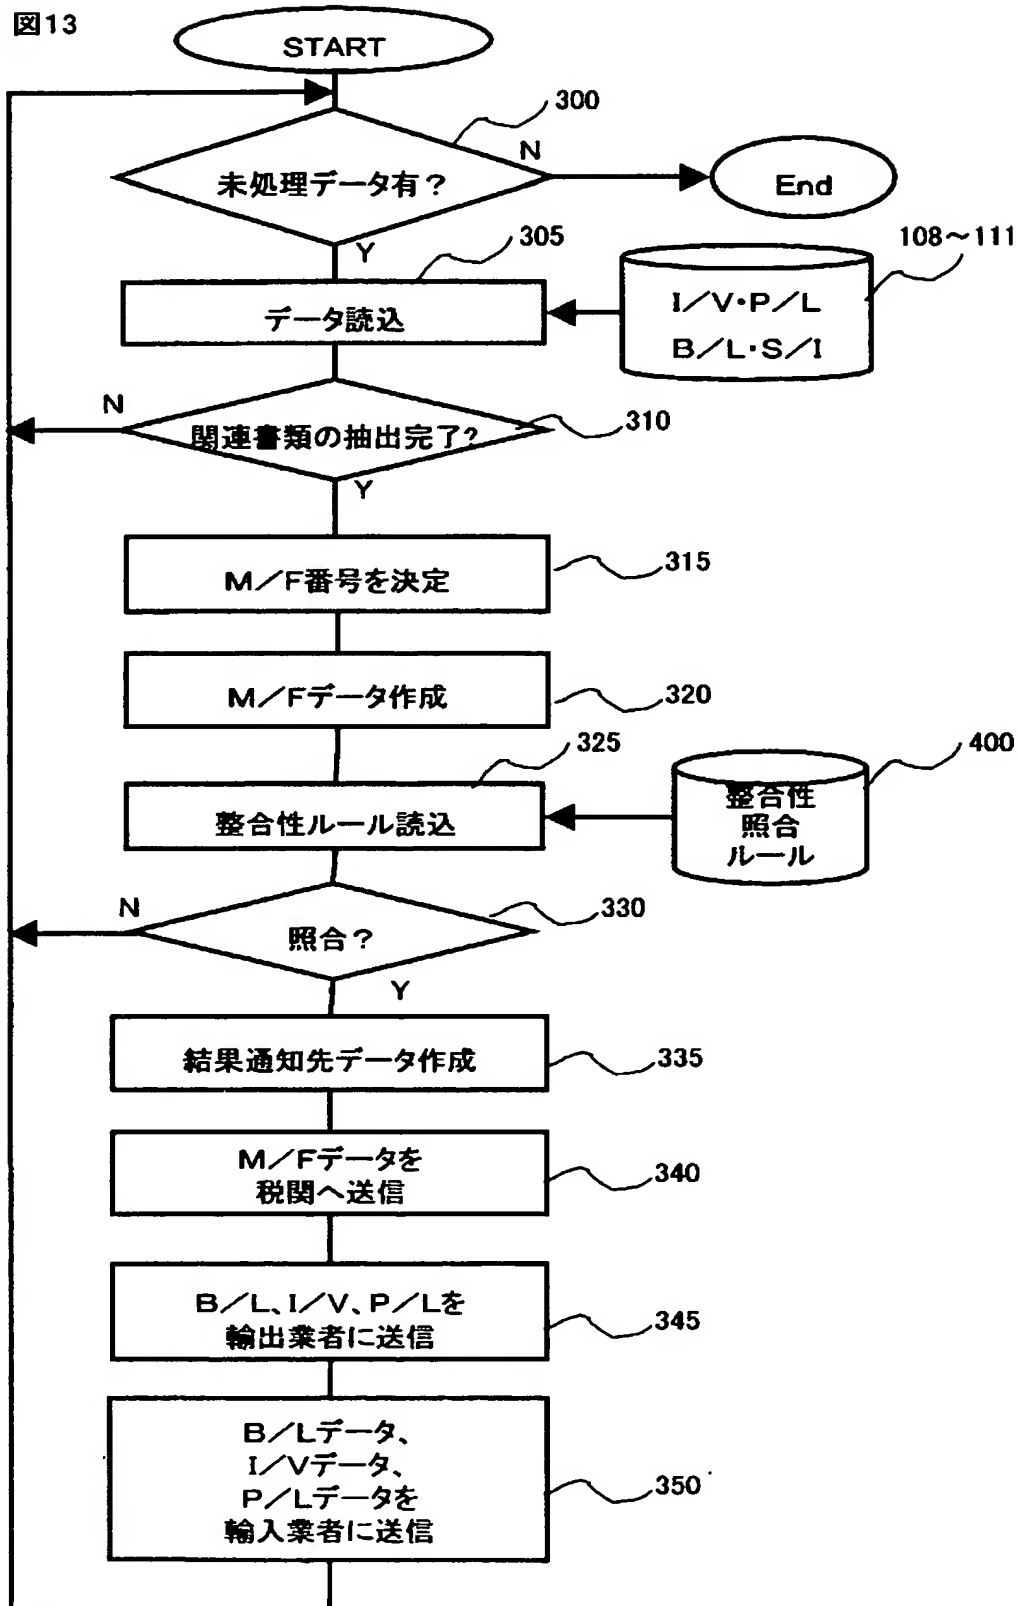 図13
START
300
N
未処理データ有?
End
Y
305
108～111
データ読込
I/V・P/L
B/L・S/I
N
関連書類の抽出完了?
310
Y
M/F番号を決定
315
M/Fデータ作成
320
325
400
整合性ルール読込
整合性
照合
ルール
N
330
照合?
Y
結果通知先データ作成
335
M/Fデータを
税関へ送信
340
B/L、I/V、P/Lを
輸出業者に送信
345
B/Lデータ、
I/Vデータ、
P/Lデータを
輸入業者に送信
350